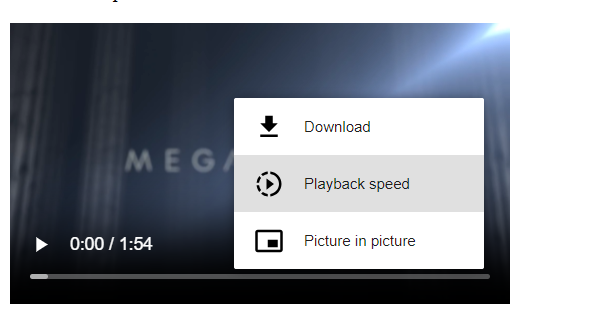 Download
MEGA
Playback speed
0:00 / 1:54
Picture in picture